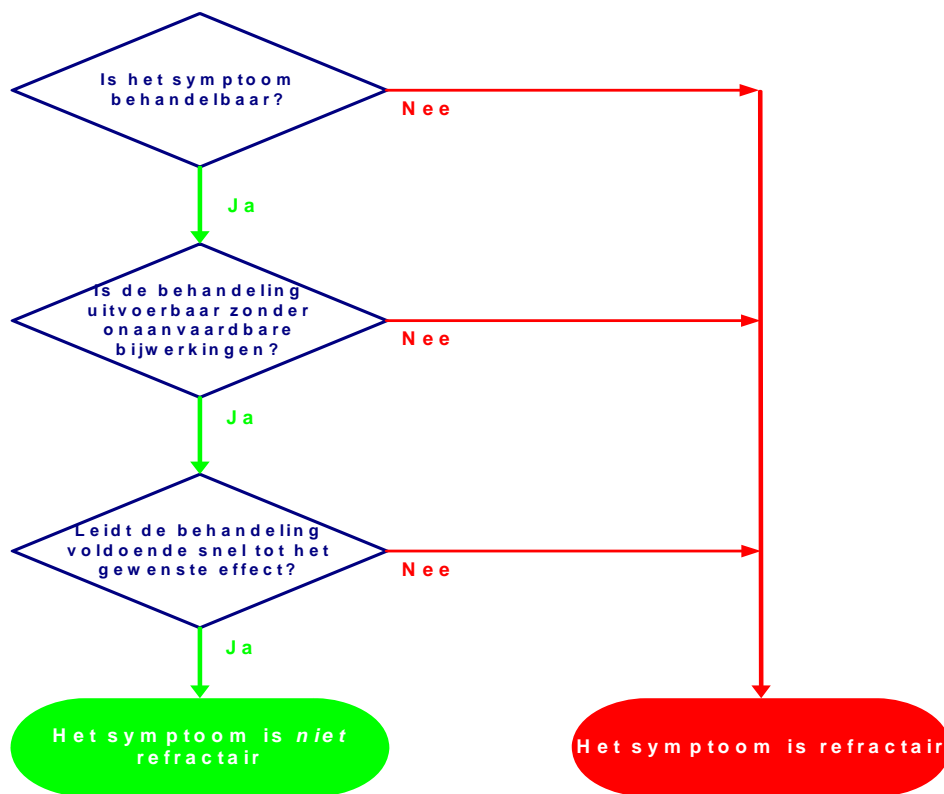 Is het symptoom
behandelbaar?
Nee
Ja
Is de behandeling
uitvoerbaar zonder
onaanvaardbare
bijwerkingen?
Nee
Ja
Leidt de behandeling
voldoende snel tot het
gewenste effect?
Nee
Ja
Het symptoom is niet
refractair
Het symptoom is refractair